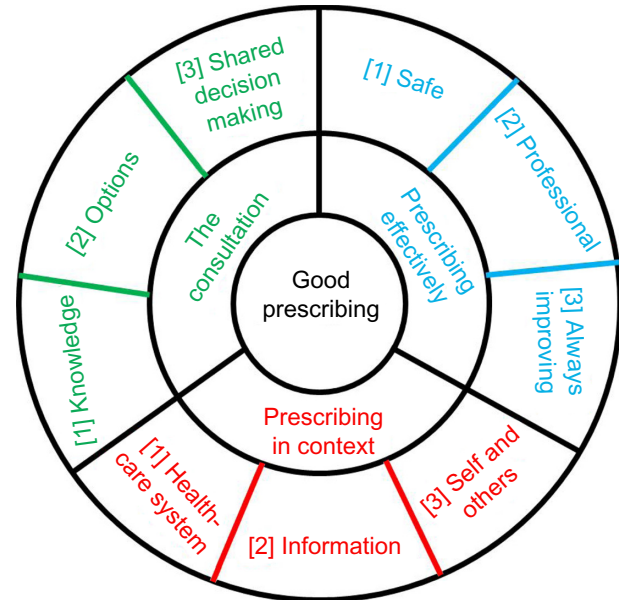 Good
prescribing
The
consultation
[1] Knowledge
[2] Options
[3] Shared
decision
making
Prescribing
effectively
[1] Safe
[2] Professional
[3] Always
improving
Prescribing
in context
[1] Health-
care system
[2] Information
[3] Self and
others